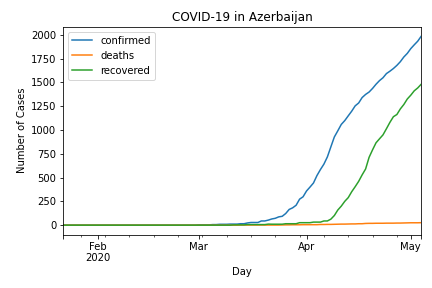 COVID-19 in Azerbaijan
confirmed
deaths
recovered
Number of Cases
2000
1750
1500
1250
1000
750
500
250
0
Feb
2020
Mar
Apr
May
Day